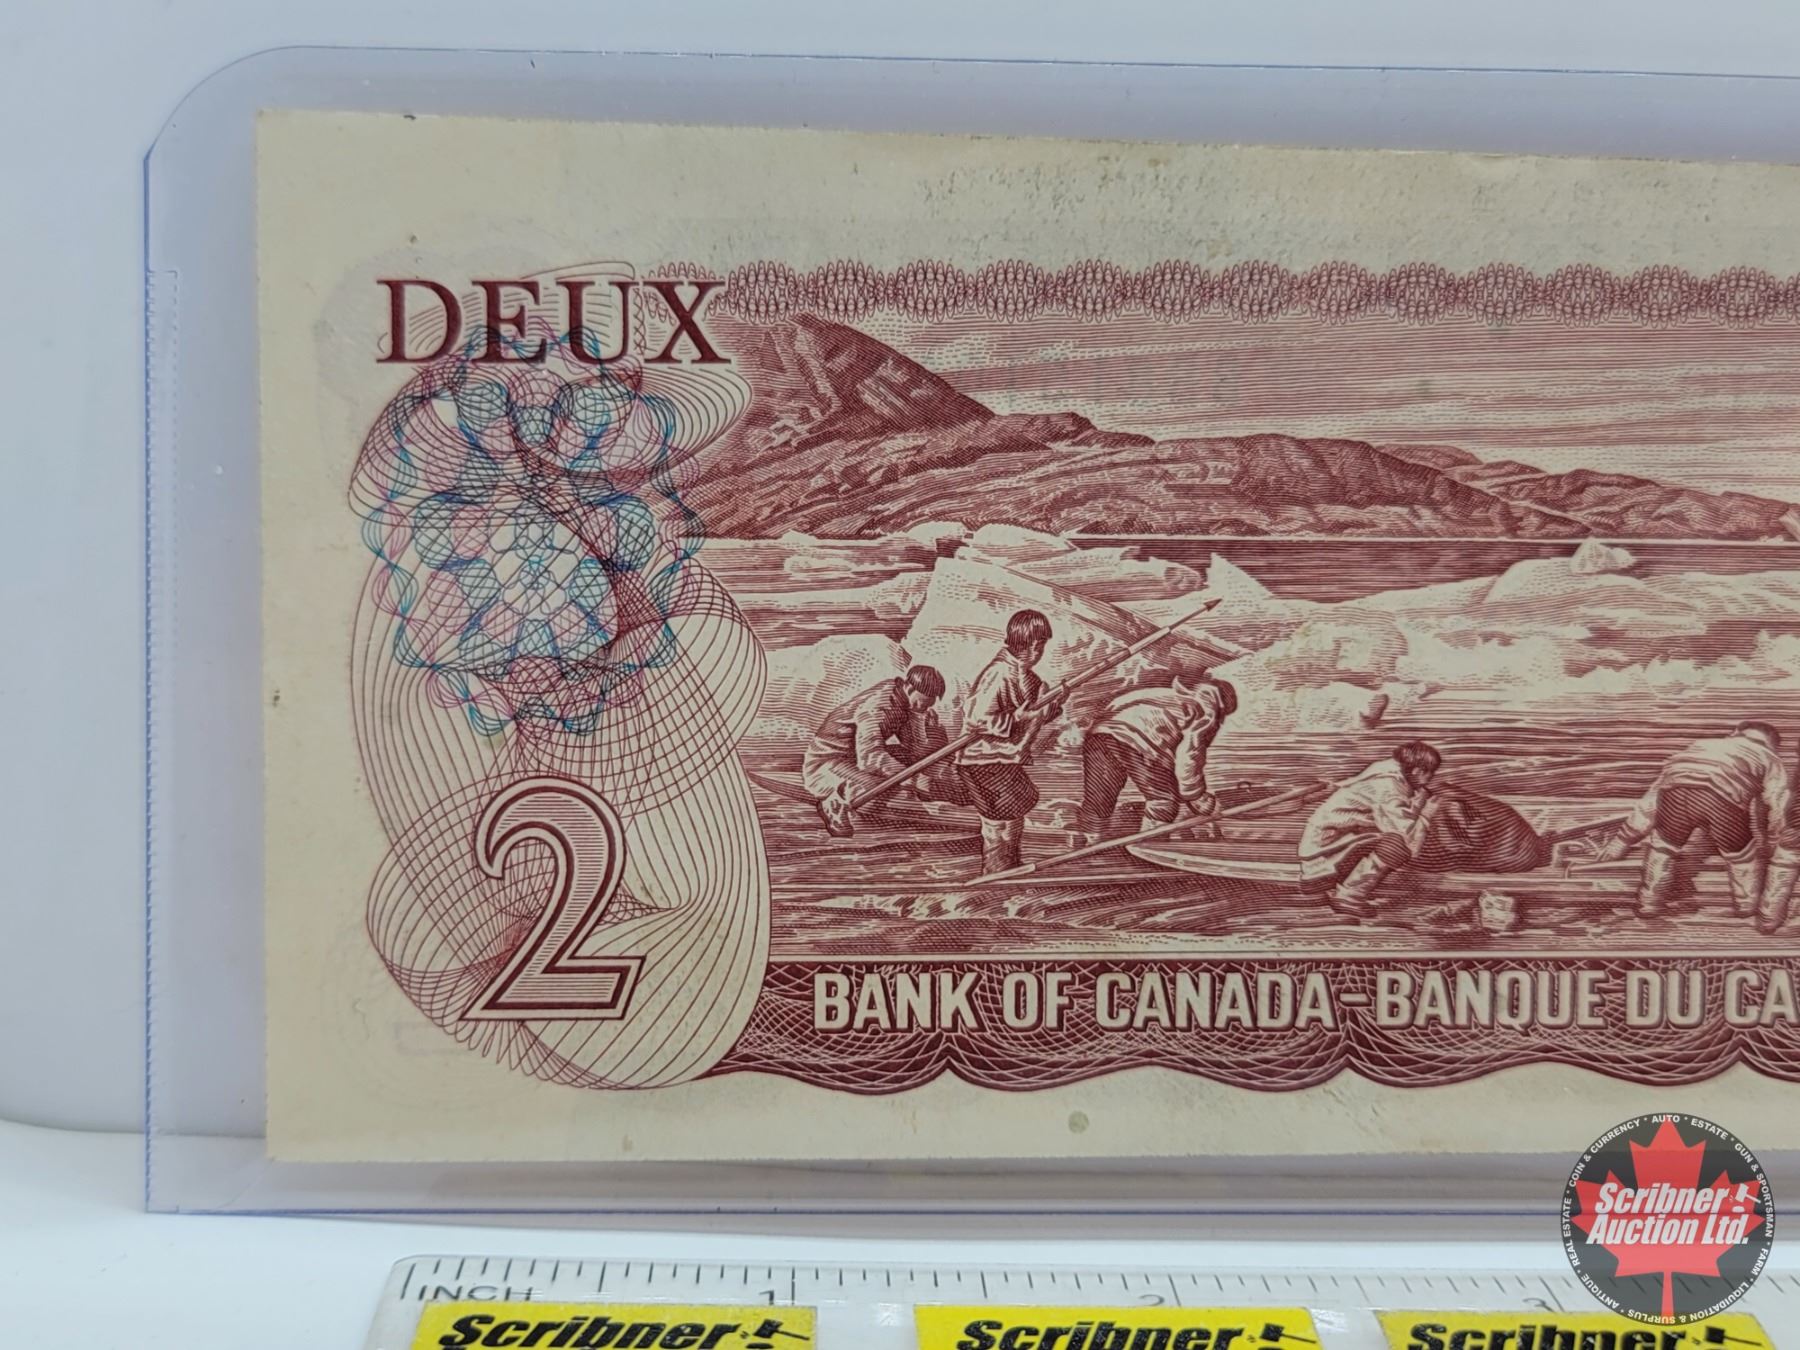 DEUX
2
BANK OF CANADA-BANQUE DU CA
COIN & CURRENCY • AUTO • ESTATE • GUN & SPORTSMAN • FARM • LIQUIDATION & SURPLUS • ANTIQUE • REAL ESTATE •
Scribner
Auction Ltd.
INCH 1 2 3
Scribner Scribner Scribner